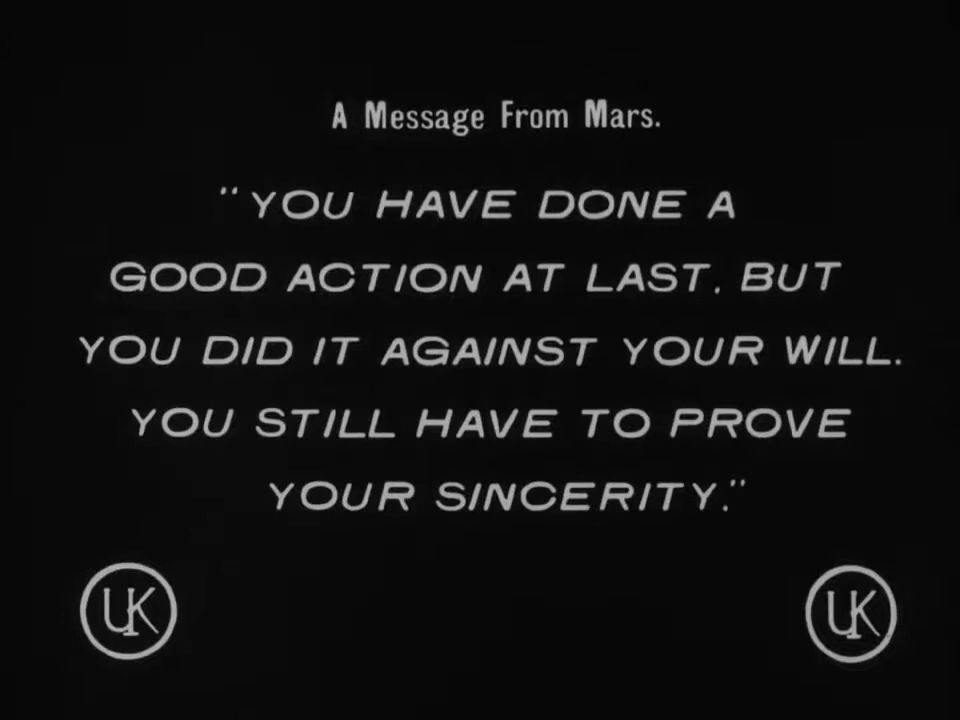 A Message From Mars.
"YOU HAVE DONE A
GOOD ACTION AT LAST, BUT
YOU DID IT AGAINST YOUR WILL.
YOU STILL HAVE TO PROVE
YOUR SINCERITY."
UK UK